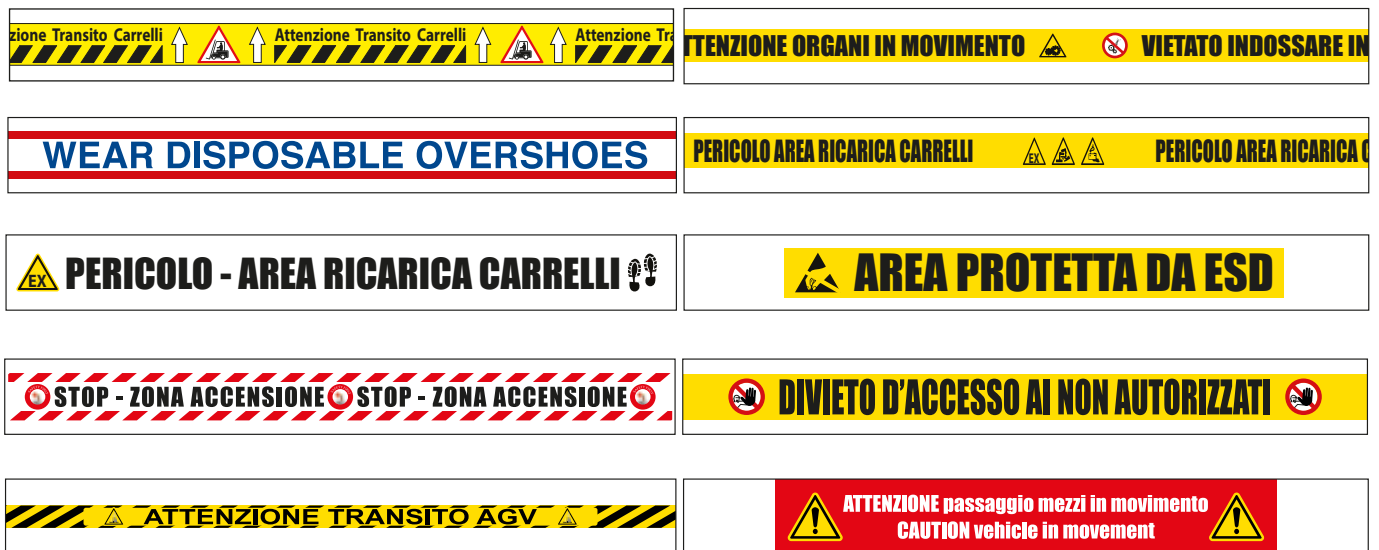 zione Transito Carrelli Attenzione Transito Carrelli Attenzione Tra
TTENZIONE ORGANI IN MOVIMENTO VIETATO INDOSSARE IN
WEAR DISPOSABLE OVERSHOES
PERICOLO AREA RICARICA CARRELLI EX PERICOLO AREA RICARICA C
EX PERICOLO - AREA RICARICA CARRELLI
AREA PROTETTA DA ESD
STOP - ZONA ACCENSIONE STOP - ZONA ACCENSIONE
DIVIETO D'ACCESSO AI NON AUTORIZZATI
ATTENZIONE TRANSITO AGV
ATTENZIONE passaggio mezzi in movimento
CAUTION vehicle in movement